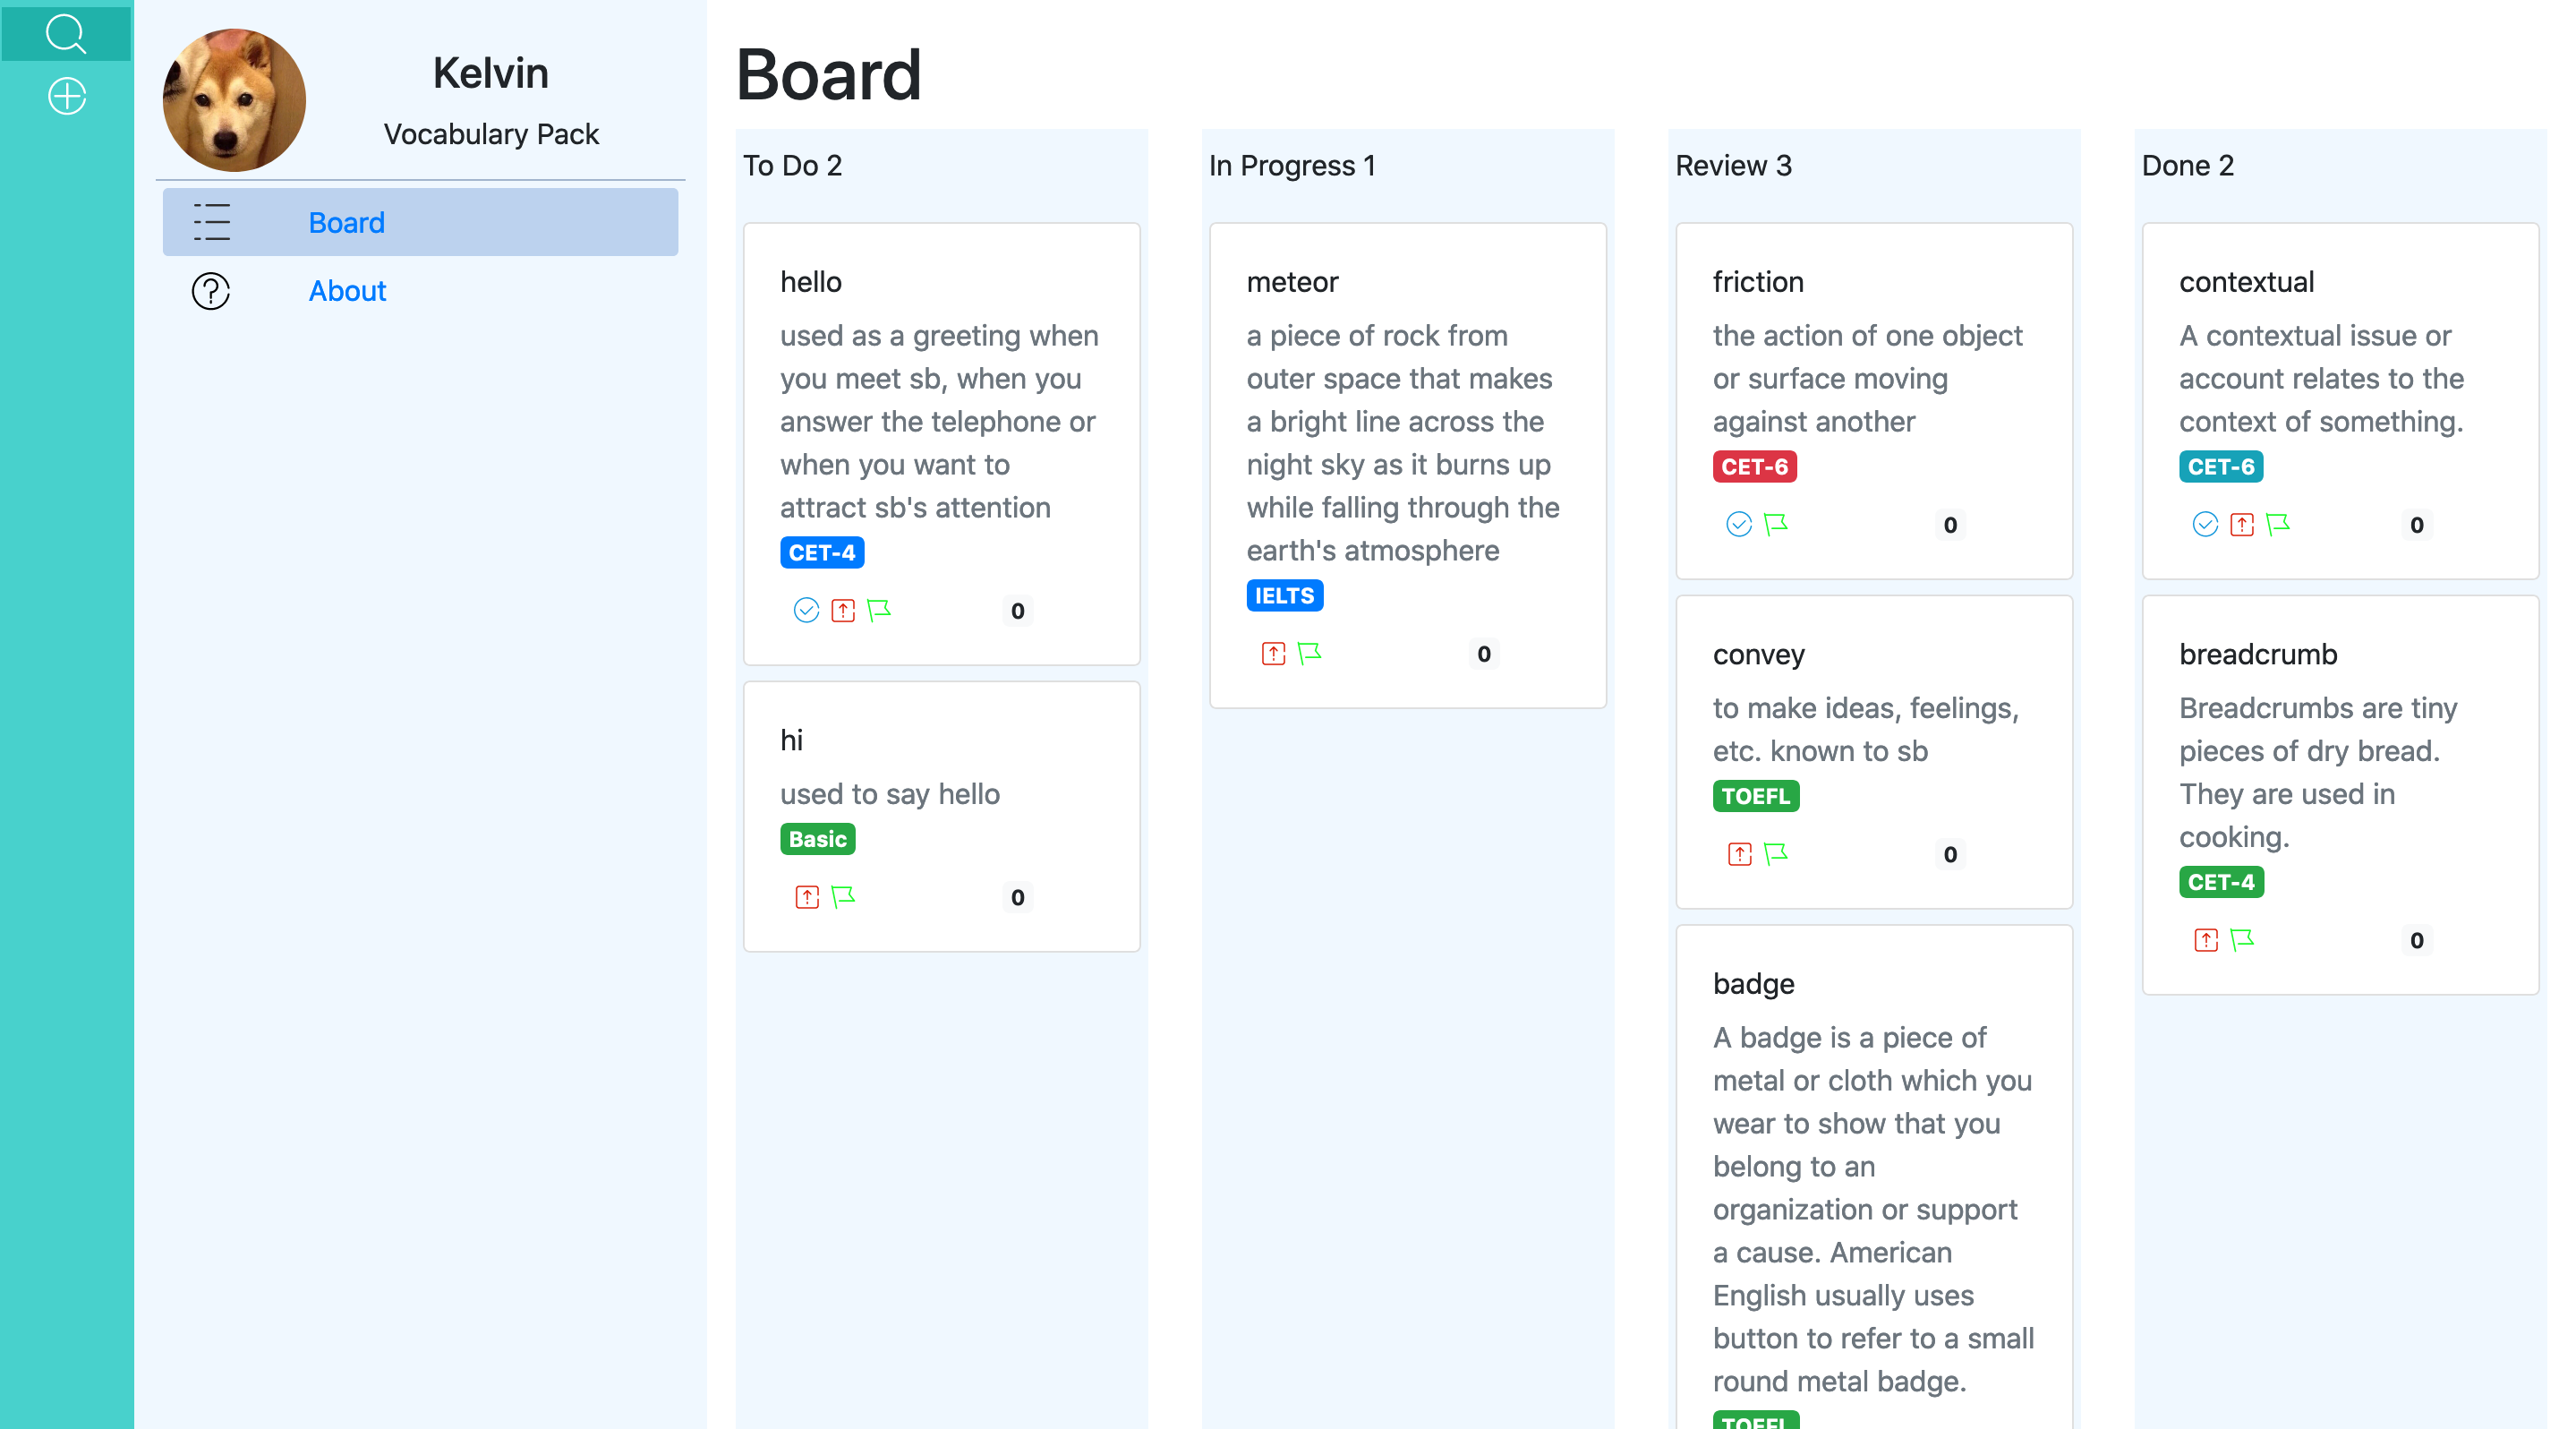 Kelvin
Vocabulary Pack
Board
About
Board
To Do 2
hello
used as a greeting when
you meet sb, when you
answer the telephone or
when you want to
attract sb's attention
CET-4
0
hi
used to say hello
Basic
0
In Progress 1
meteor
a piece of rock from
outer space that makes
a bright line across the
night sky as it burns up
while falling through the
earth's atmosphere
IELTS
0
Review 3
friction
the action of one object
or surface moving
against another
CET-6
0
convey
to make ideas, feelings,
etc. known to sb
TOEFL
0
badge
A badge is a piece of
metal or cloth which you
wear to show that you
belong to an
organization or support
a cause. American
English usually uses
button to refer to a small
round metal badge.
TOEFL
Done 2
contextual
A contextual issue or
account relates to the
context of something.
CET-6
0
breadcrumb
Breadcrumbs are tiny
pieces of dry bread.
They are used in
cooking.
CET-4
0